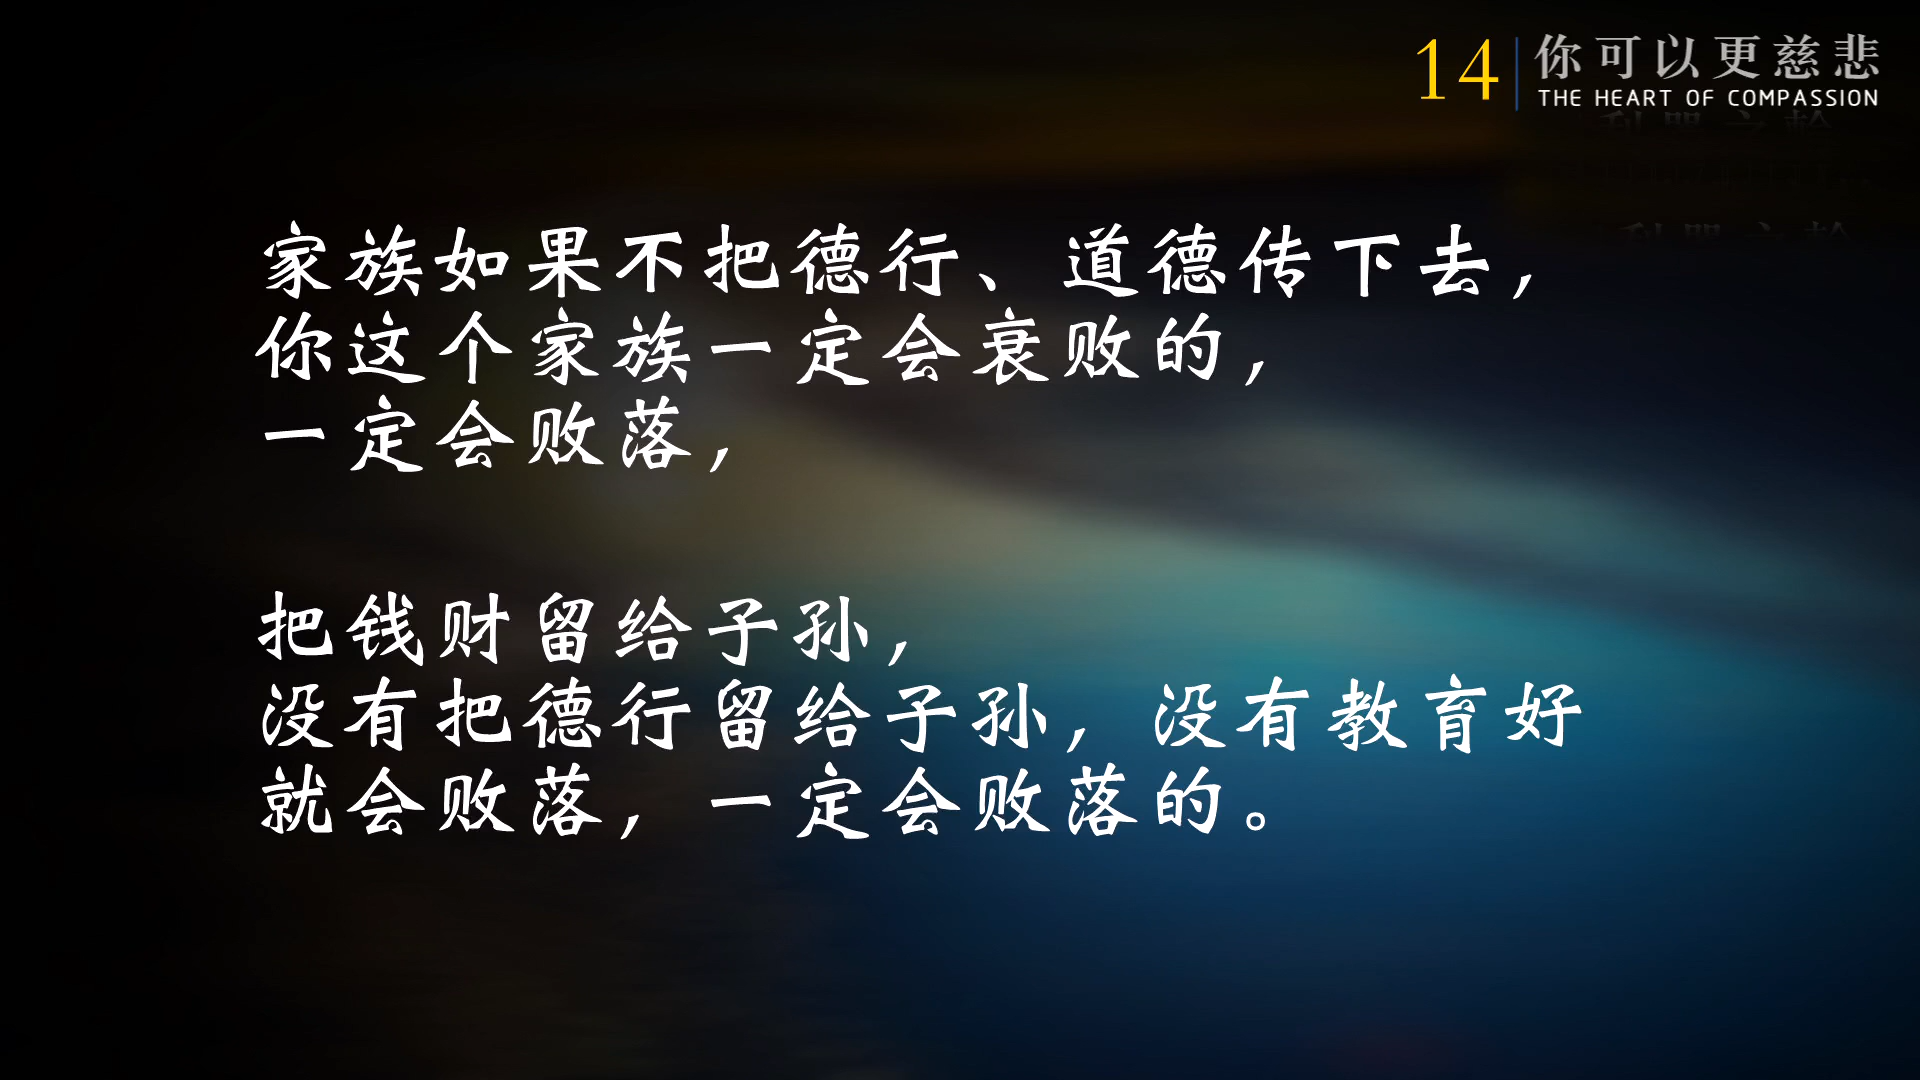 14
你可以更慈悲
THE HEART OF COMPASSION
家族如果不把德行、道德传下去，
你这个家族一定会衰败的，
一定会败落，
把钱财留给子孙，
没有把德行留给子孙，没有教育好
就会败落，一定会败落的。